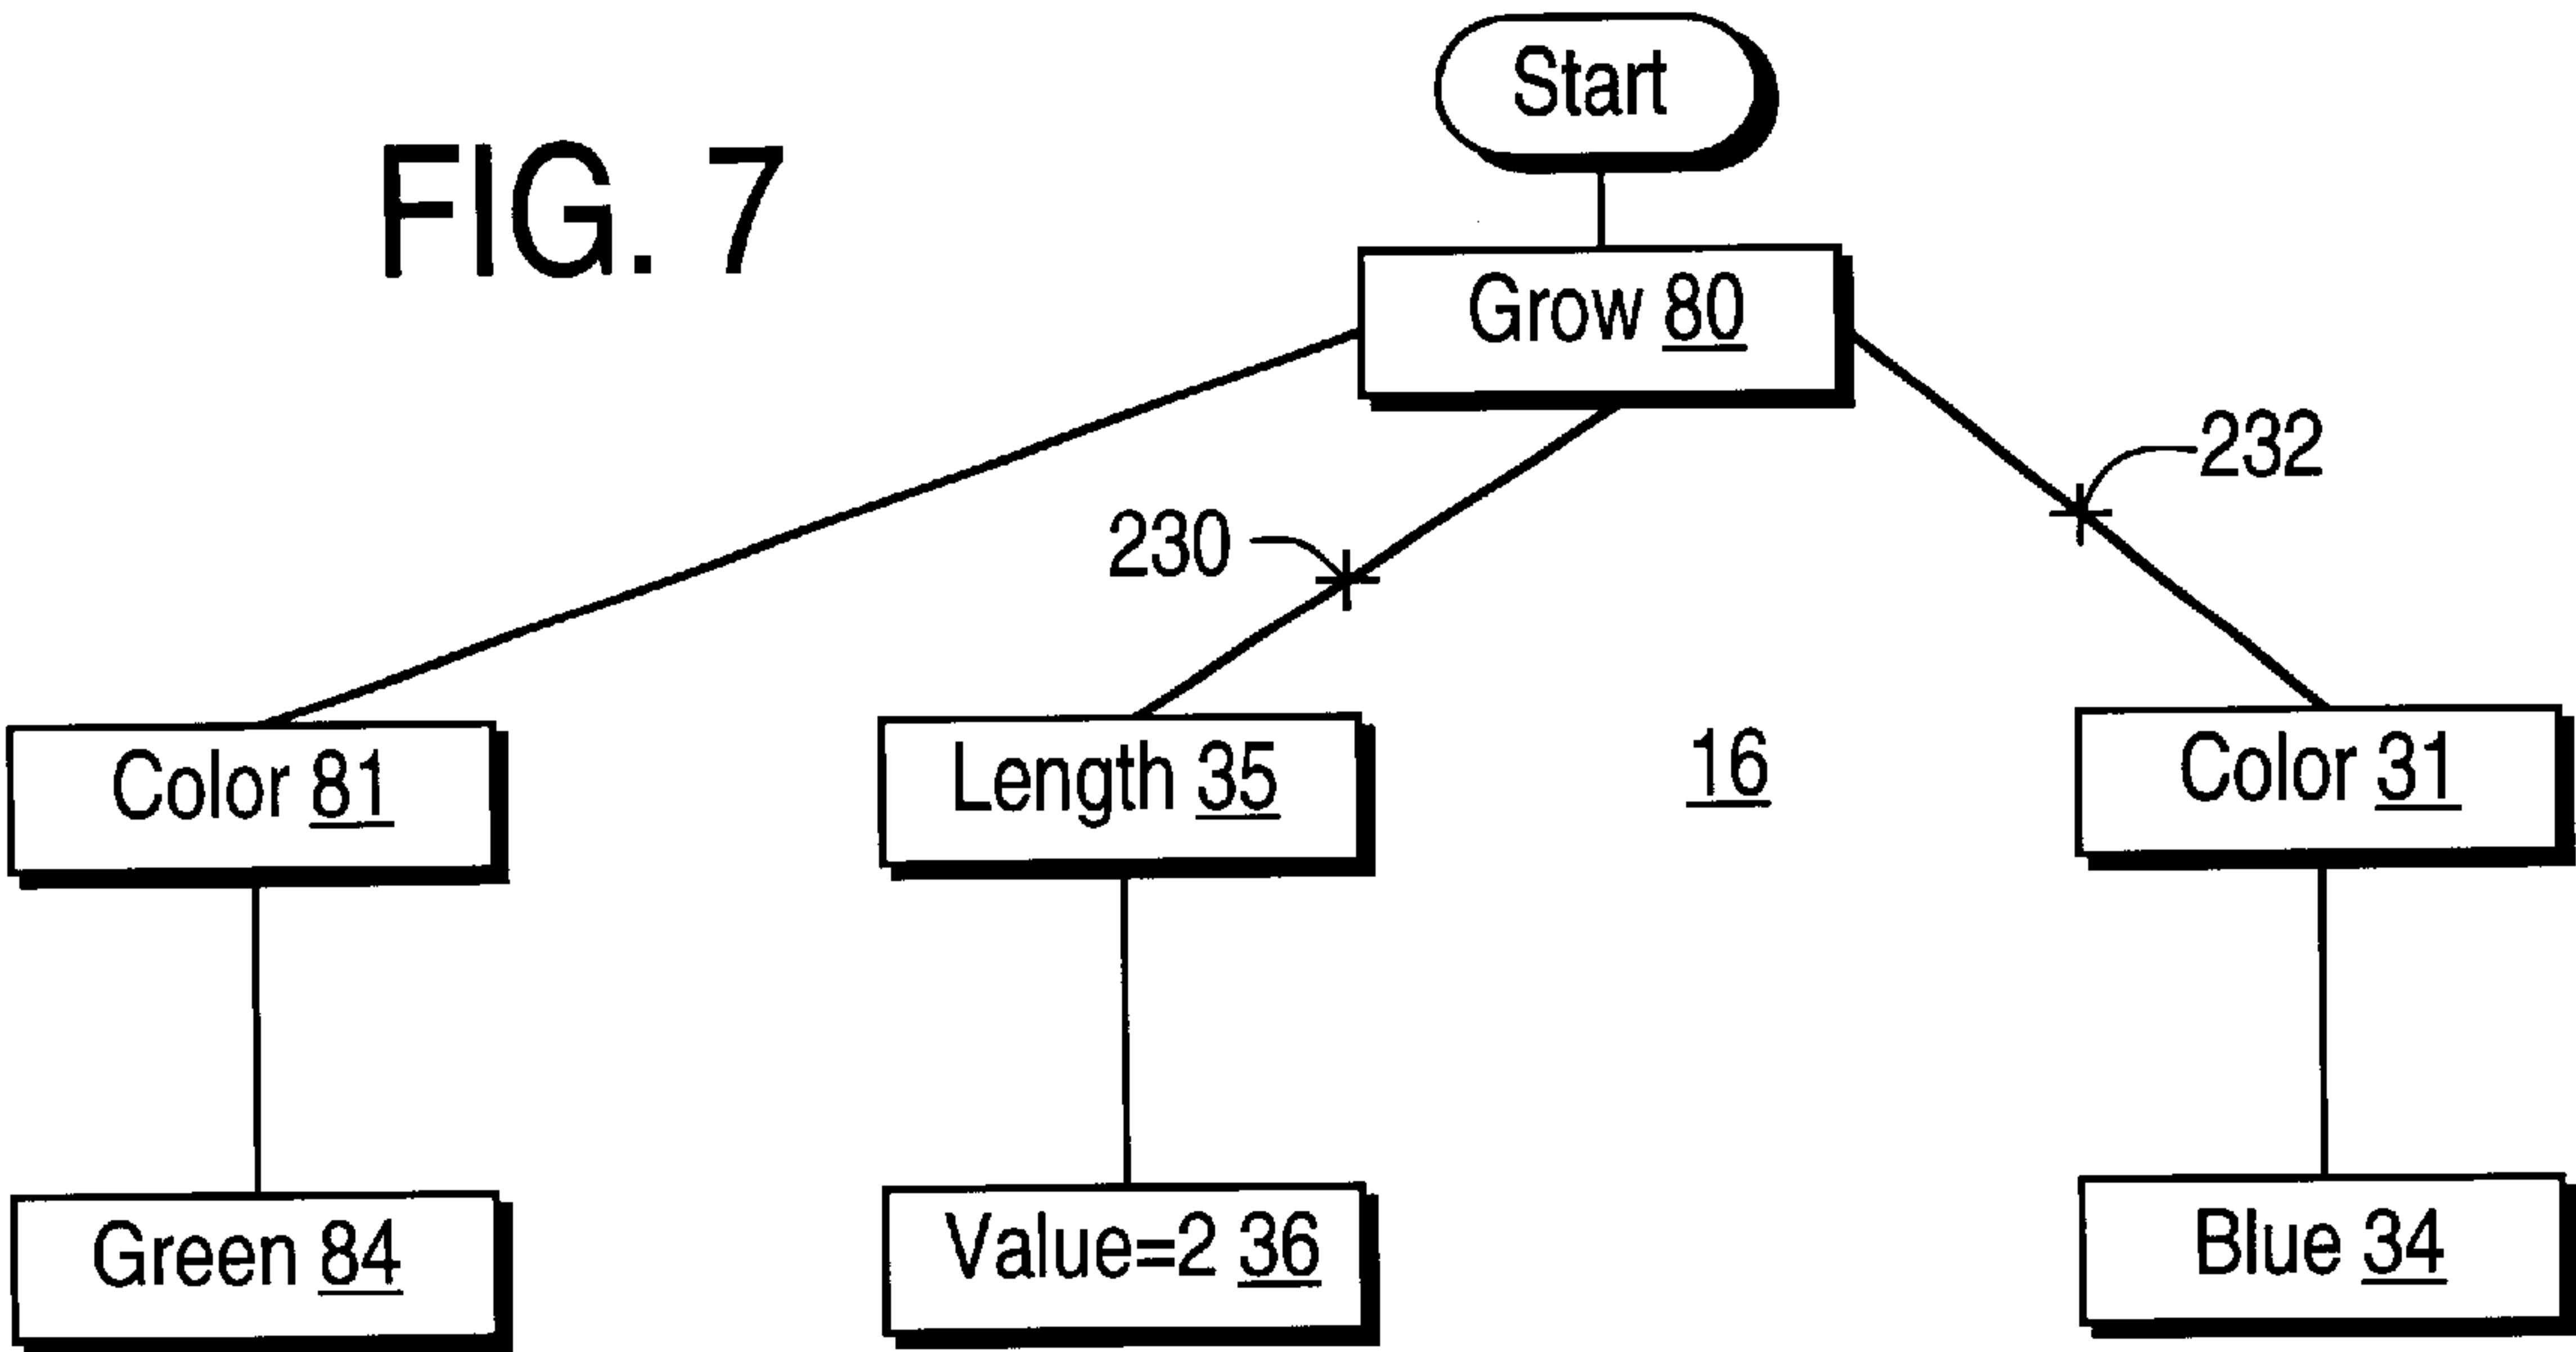 Start
FIG. 7
Grow 80
232
230
Color 81
Length 35
16
Color 31
Green 84
Value=2 36
Blue 34